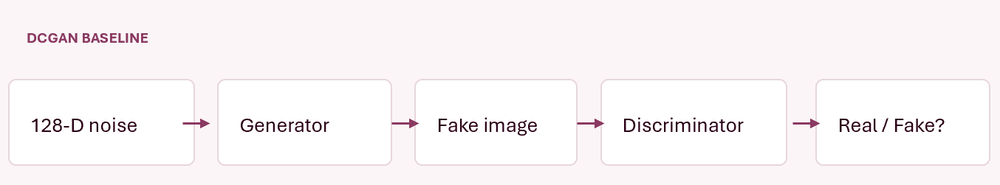 DCGAN BASELINE
128-D noise
Generator
Fake image
Discriminator
Real / Fake?